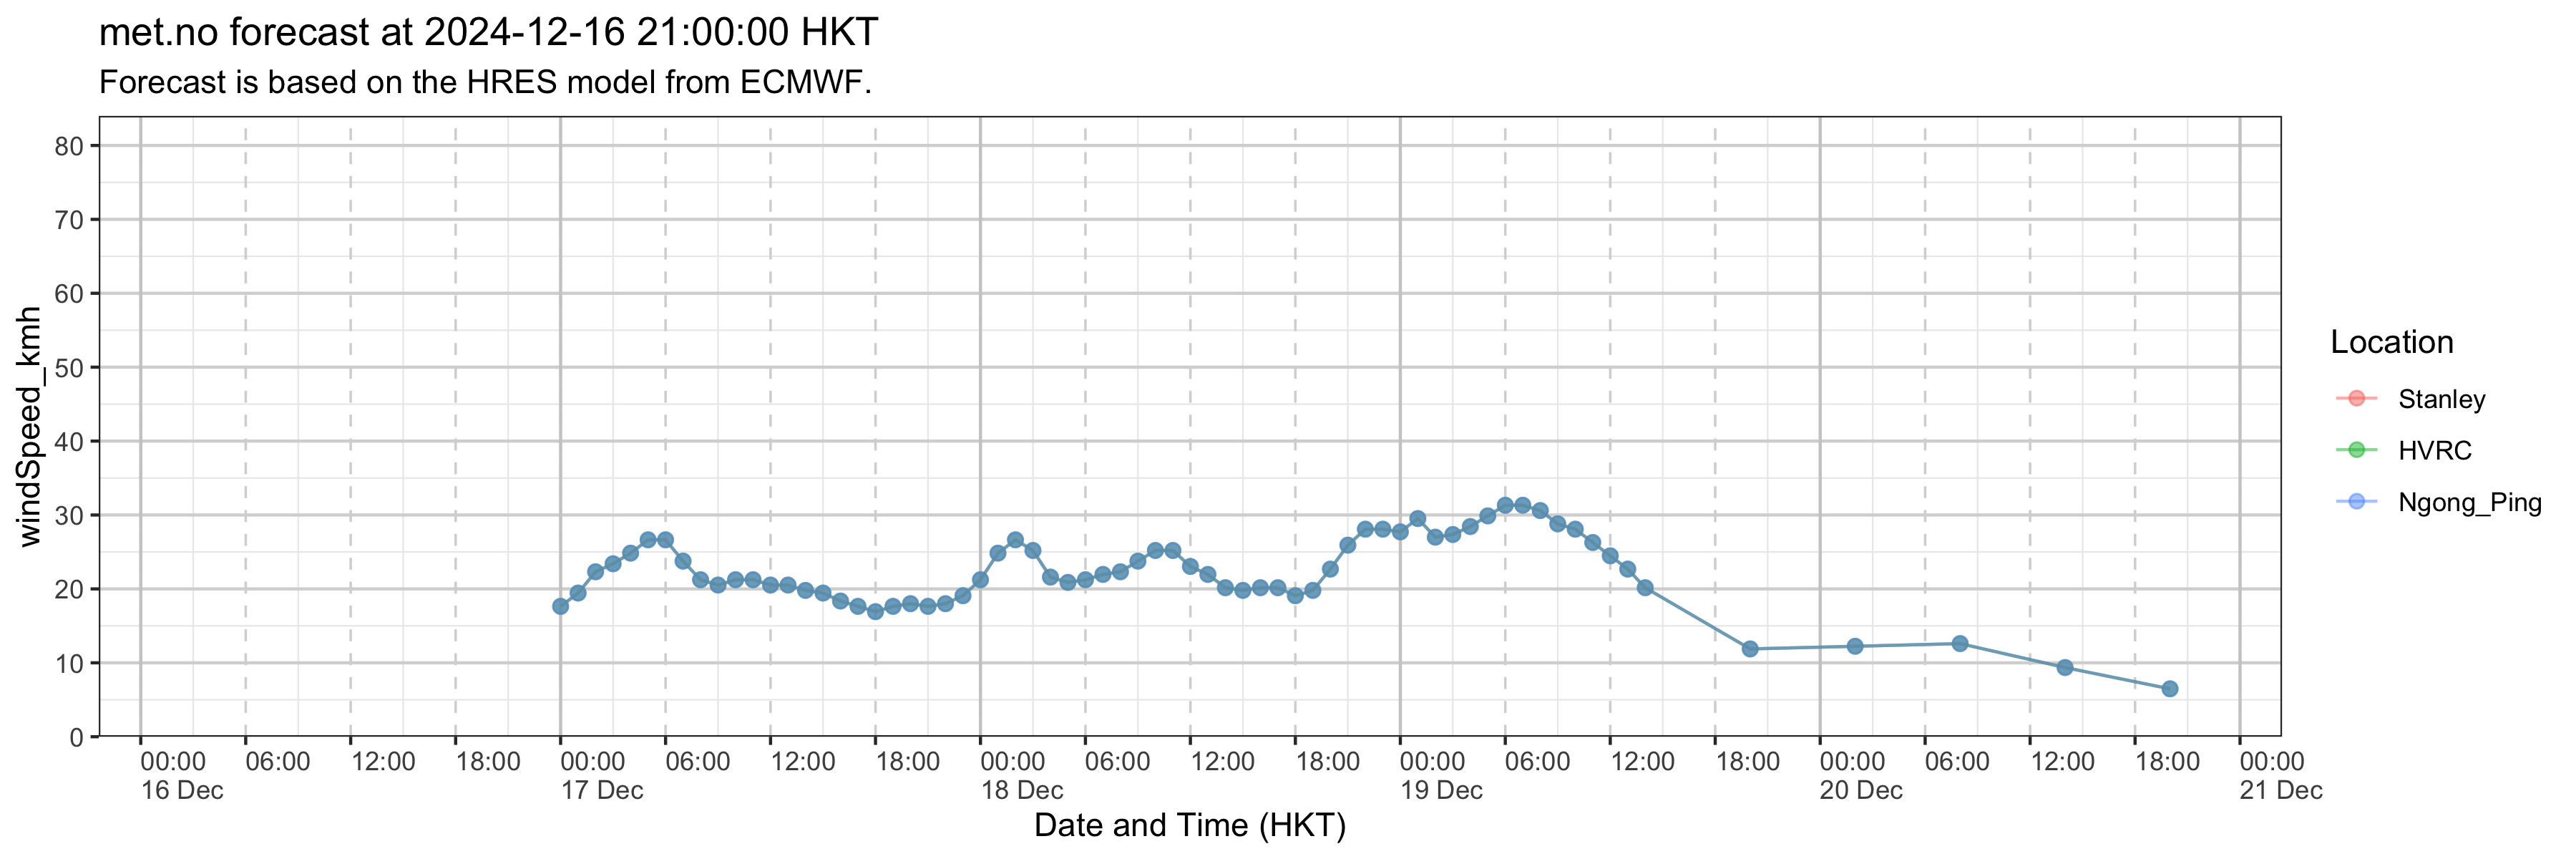 met.no forecast at 2024-12-16 21:00:00 HKT
Forecast is based on the HRES model from ECMWF.
windSpeed_kmh
80
70
60
50
40
30
20
10
0
00:00 06:00 12:00 18:00 00:00 06:00 12:00 18:00 00:00 06:00 12:00 18:00 00:00 06:00 12:00 18:00 00:00 06:00 12:00 18:00 00:00
16 Dec 17 Dec 18 Dec 19 Dec 20 Dec 21 Dec
Date and Time (HKT)
Location
Stanley
HVRC
Ngong_Ping